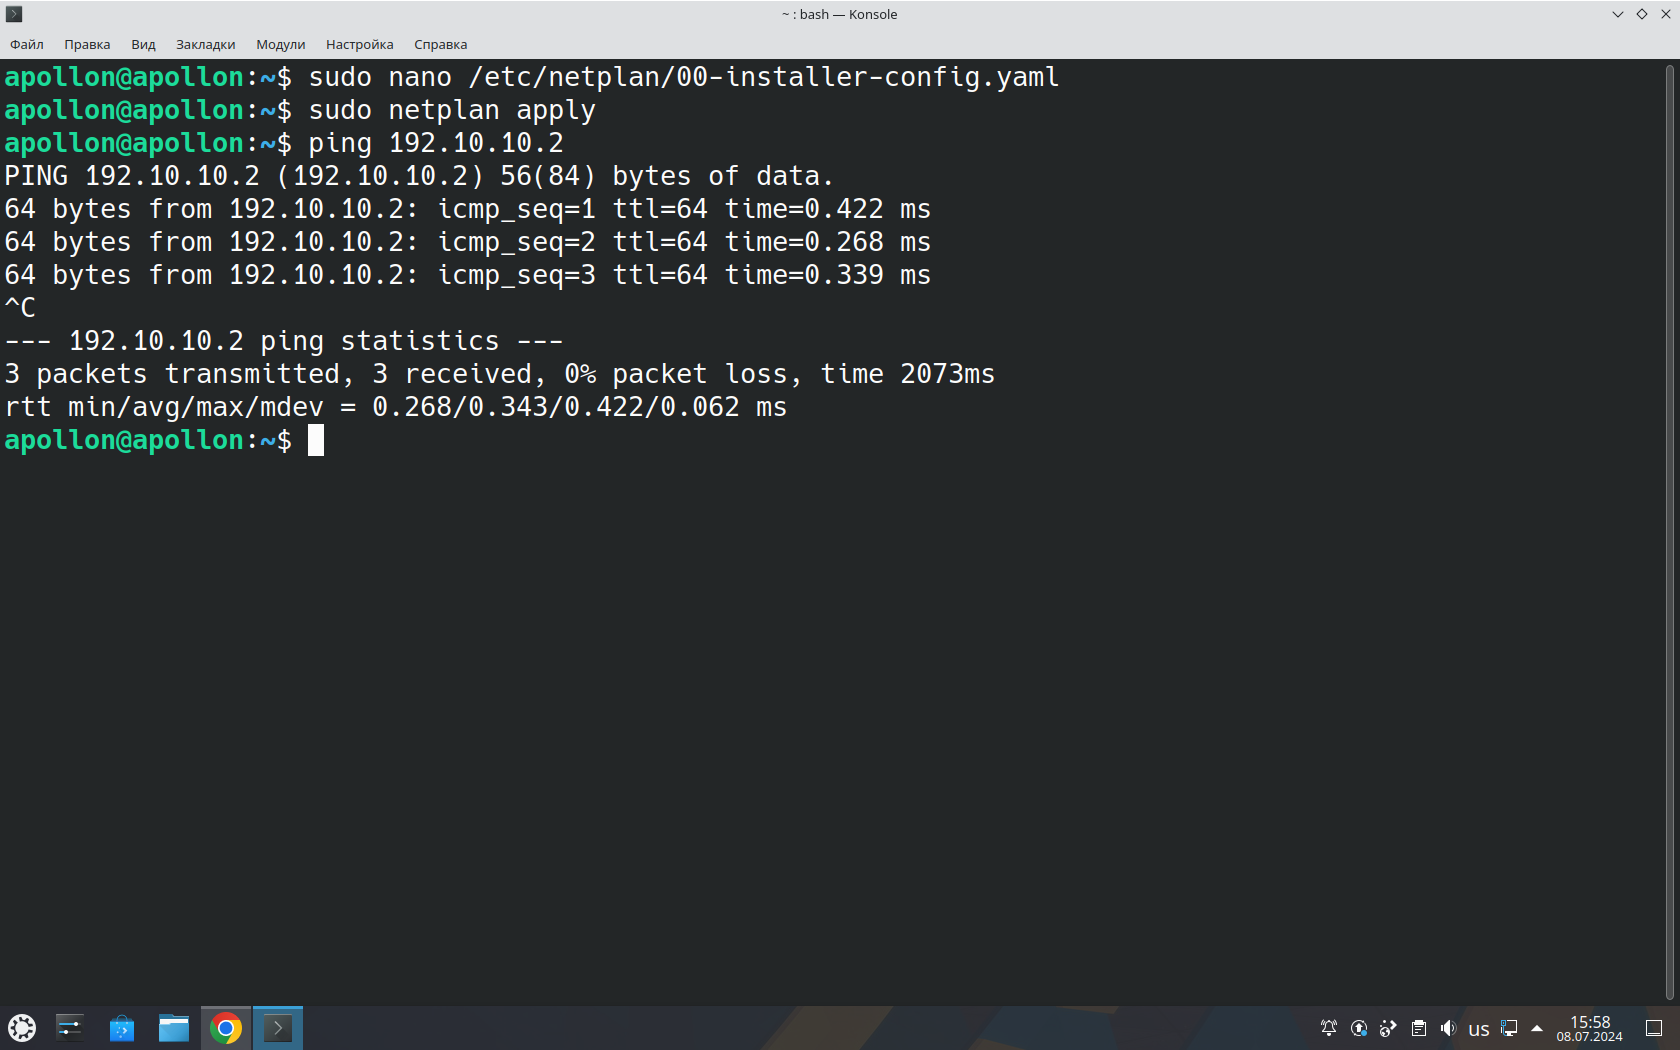 ~ : bash — Konsole
Файл Правка Вид Закладки Модули Настройка Справка
apollon@apollon:~$ sudo nano /etc/netplan/00-installer-config.yaml
apollon@apollon:~$ sudo netplan apply
apollon@apollon:~$ ping 192.10.10.2
PING 192.10.10.2 (192.10.10.2) 56(84) bytes of data.
64 bytes from 192.10.10.2: icmp_seq=1 ttl=64 time=0.422 ms
64 bytes from 192.10.10.2: icmp_seq=2 ttl=64 time=0.268 ms
64 bytes from 192.10.10.2: icmp_seq=3 ttl=64 time=0.339 ms
^C
--- 192.10.10.2 ping statistics ---
3 packets transmitted, 3 received, 0% packet loss, time 2073ms
rtt min/avg/max/mdev = 0.268/0.343/0.422/0.062 ms
apollon@apollon:~$
us
15:58
08.07.2024